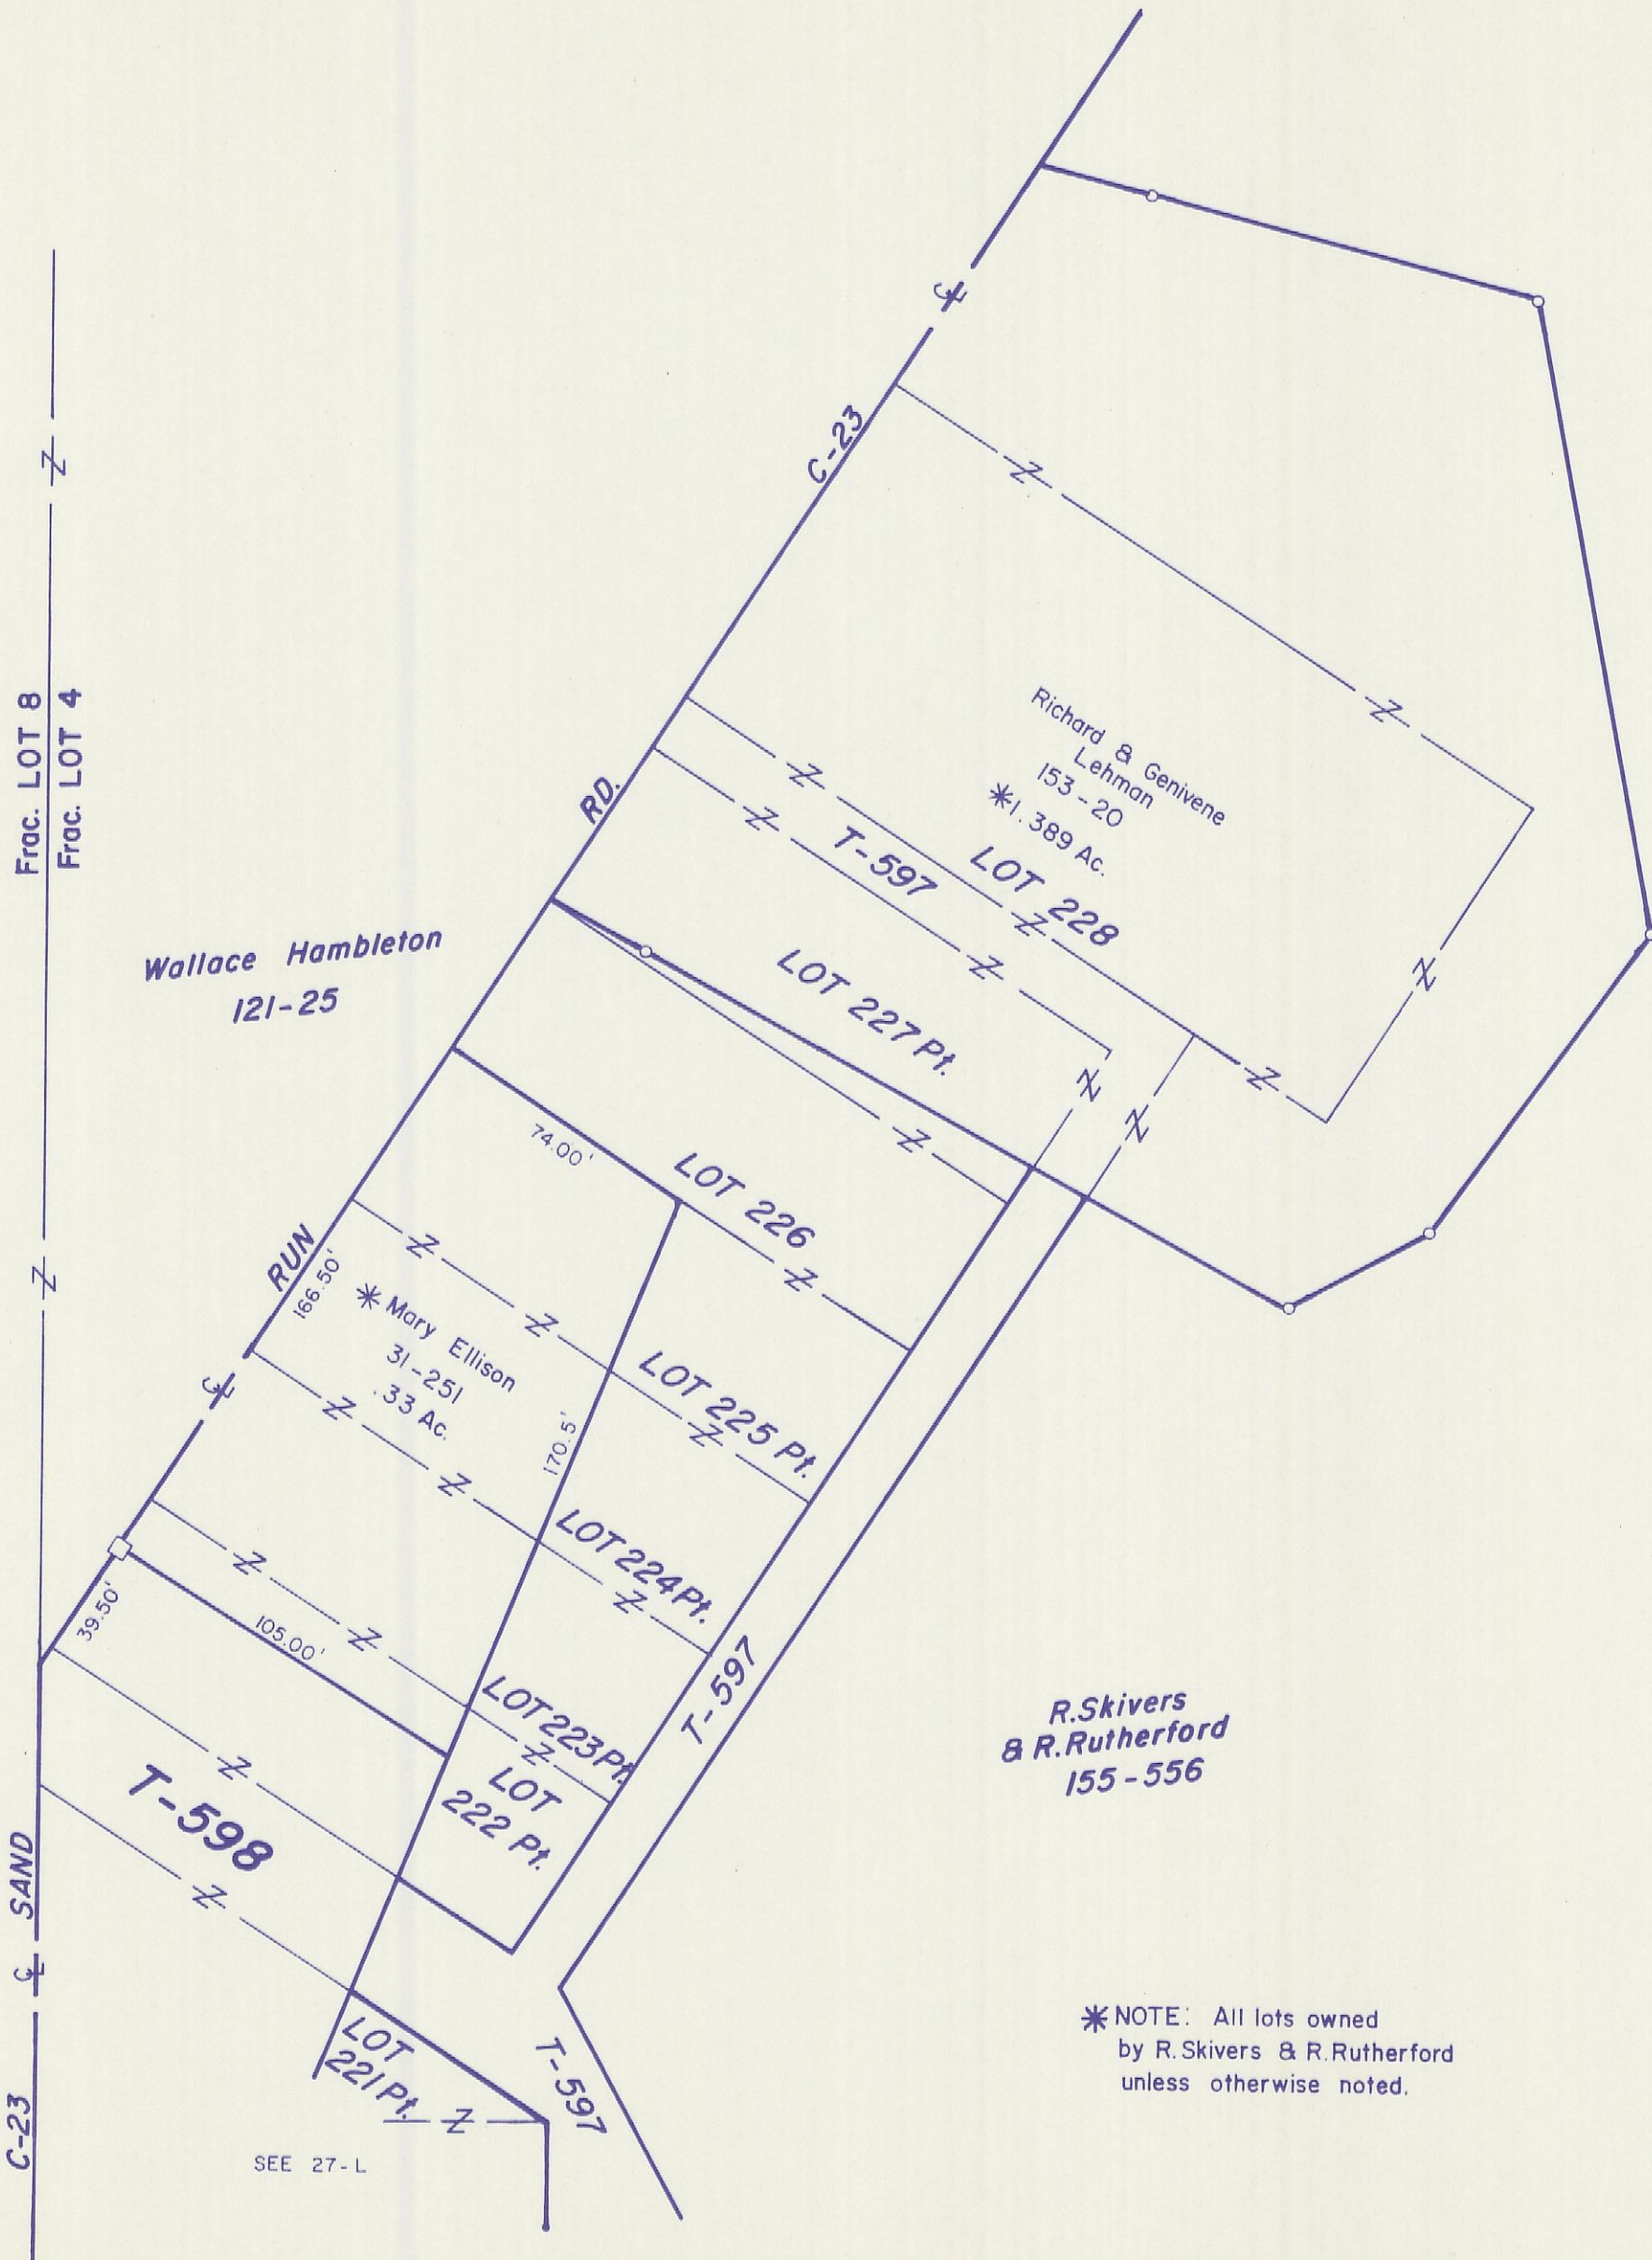 C-23
Frac. LOT 8
Frac. LOT 4
Richard & Genivene
Lehman
153-20
*1.389 Ac.
LOT 228
T-597
RD.
LOT 227 Pt.
Wallace Hambleton
121-25
74.00'
LOT 226
RUN
166.50'
* Mary Ellison
31-251
.33 Ac.
170.5'
LOT 225 Pt.
LOT 224 Pt.
39.50'
105.00'
LOT 223 Pt.
T-597
LOT
222 Pt.
R. Skivers
& R. Rutherford
155-556
T-598
SAND
℄
C-23
LOT
221 Pt.
T-597
SEE 27-L
* NOTE: All lots owned
by R. Skivers & R. Rutherford
unless otherwise noted.